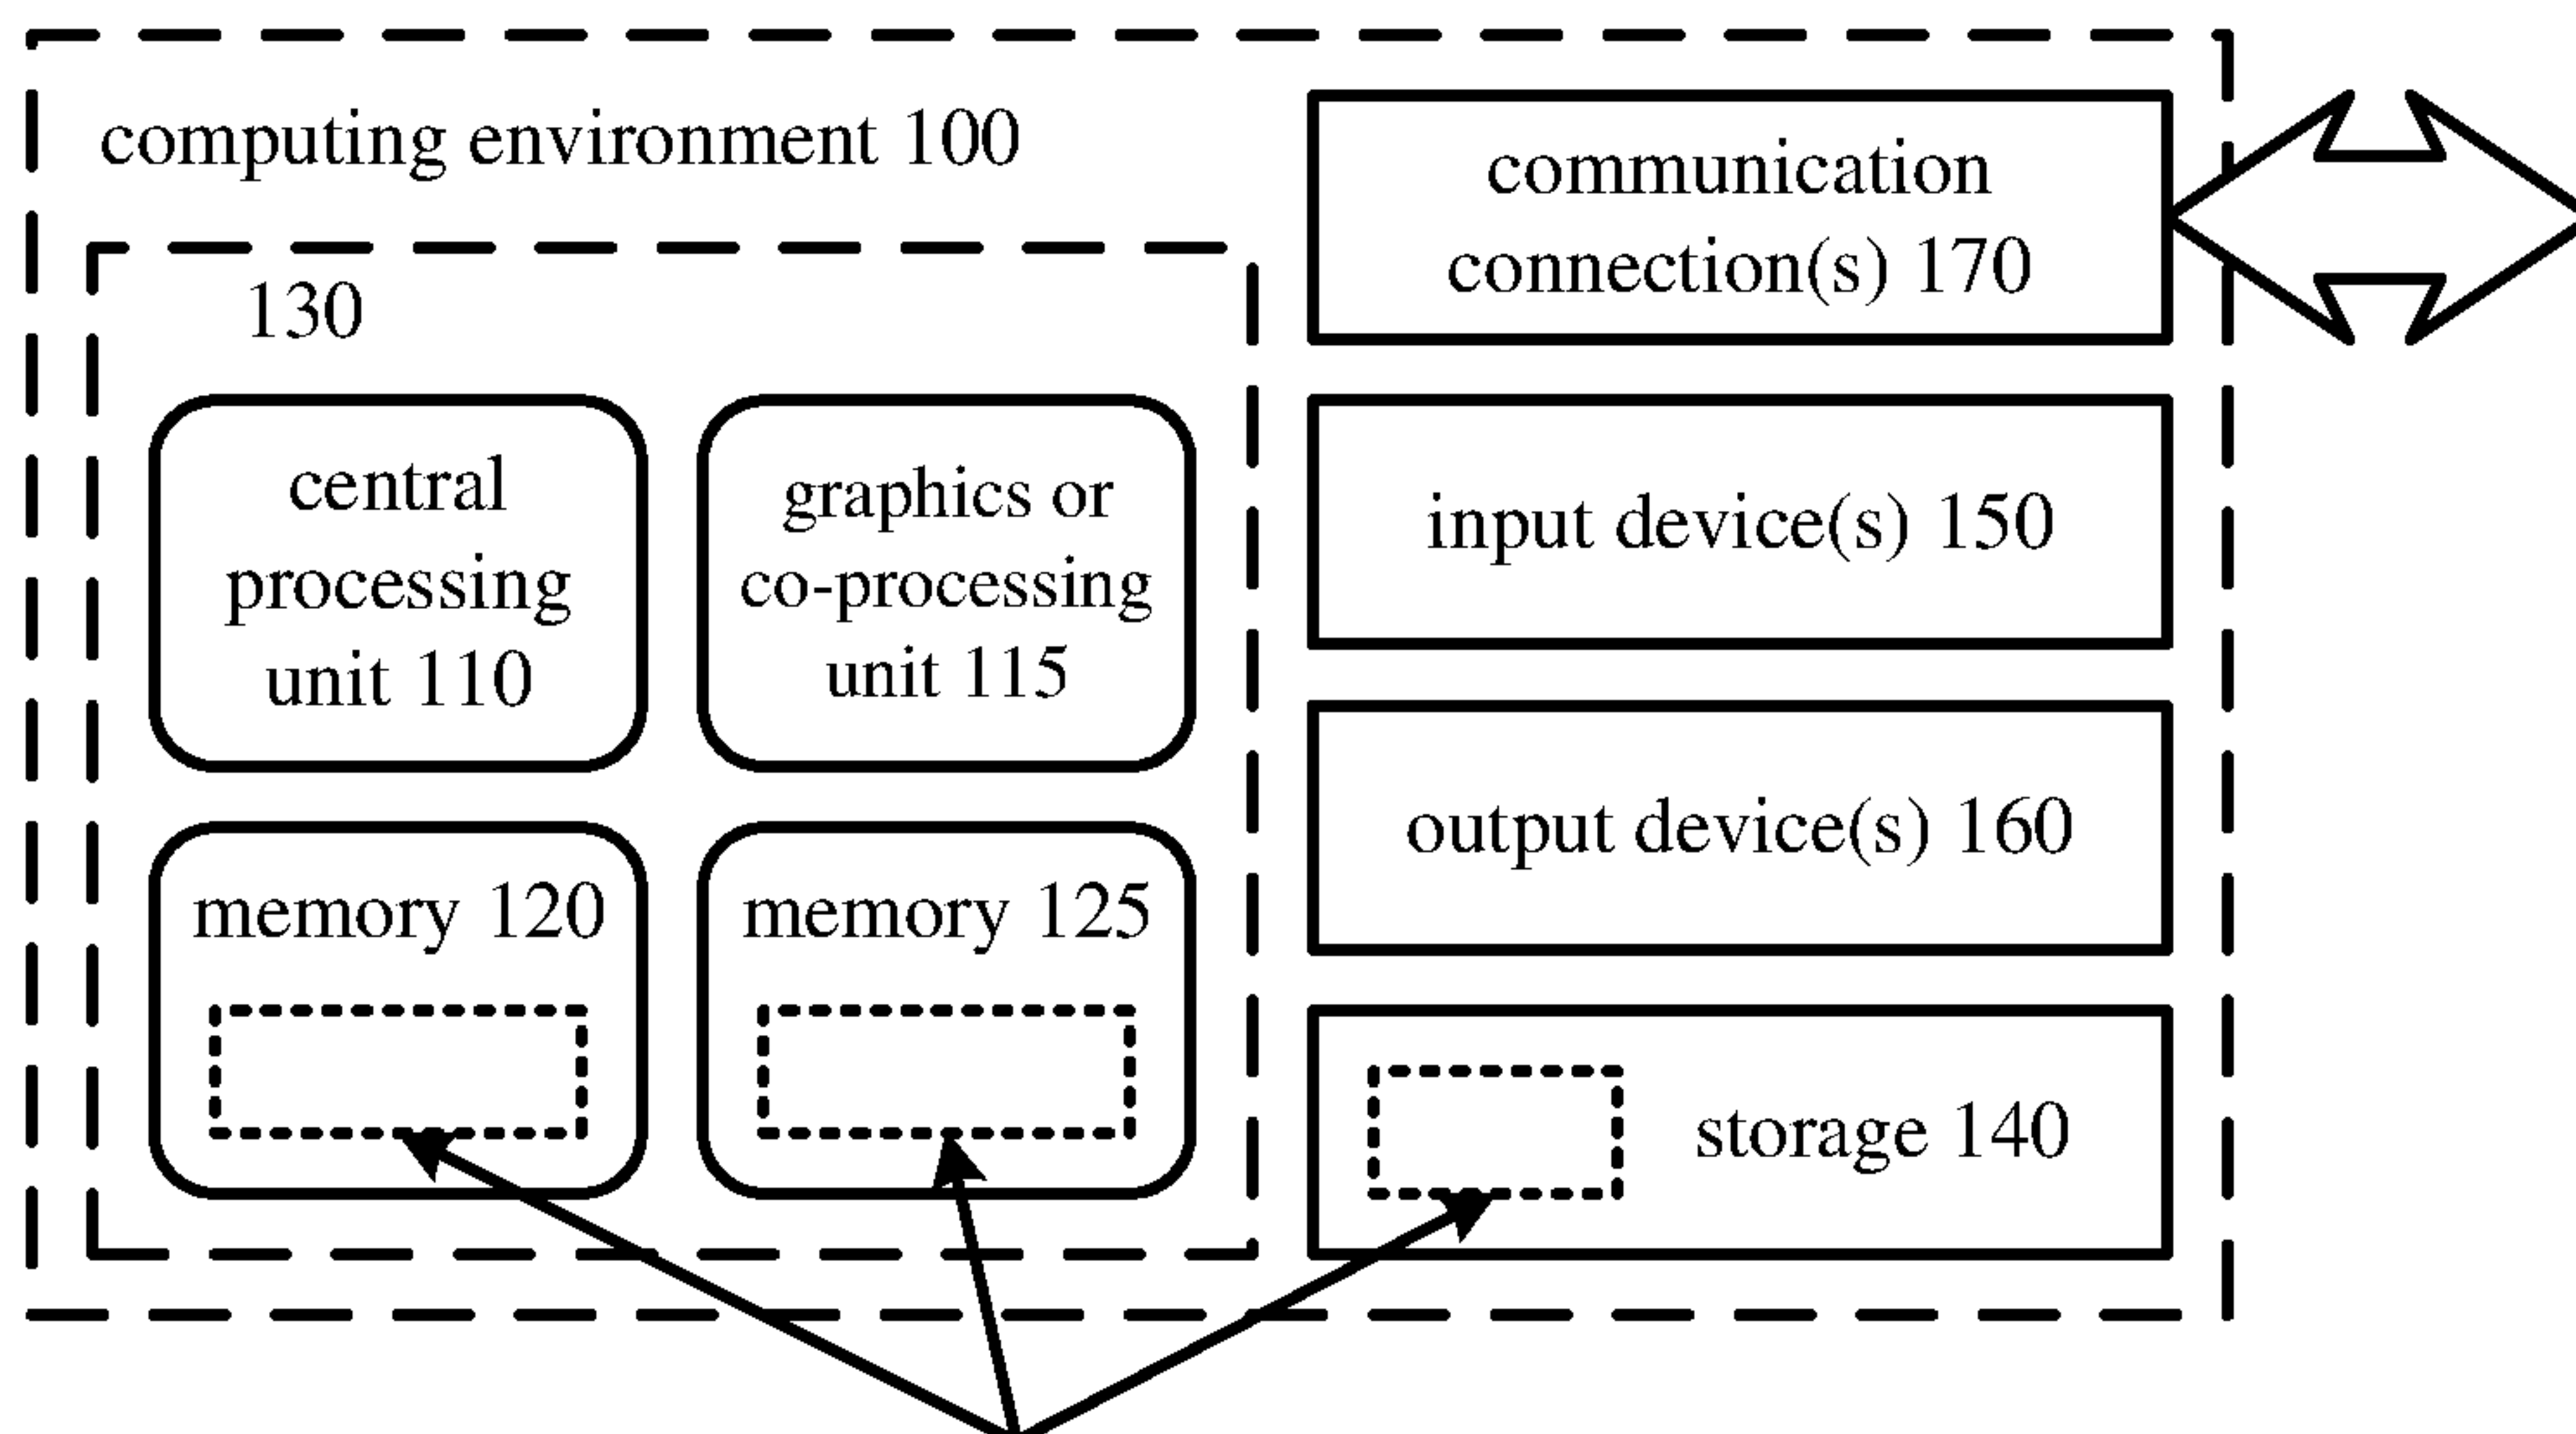 computing environment 100
communication
connection(s) 170
130
central
processing
unit 110
graphics or
co-processing
unit 115
input device(s) 150
output device(s) 160
memory 120
memory 125
storage 140